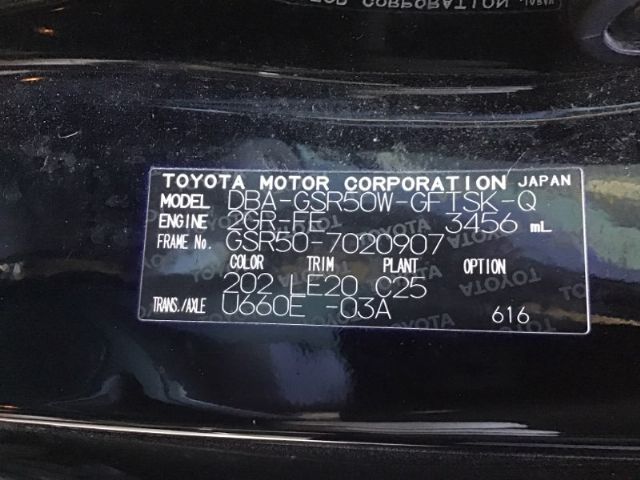 TOYOTA MOTOR CORPORATION JAPAN
MODEL DBA-GSR50W-GFTSK-Q
ENGINE 2GR-FE 3456 mL
FRAME No. GSR50-7020907
COLOR TRIM PLANT OPTION
202 LE20 C25
TRANS./AXLE U660E -03A 616